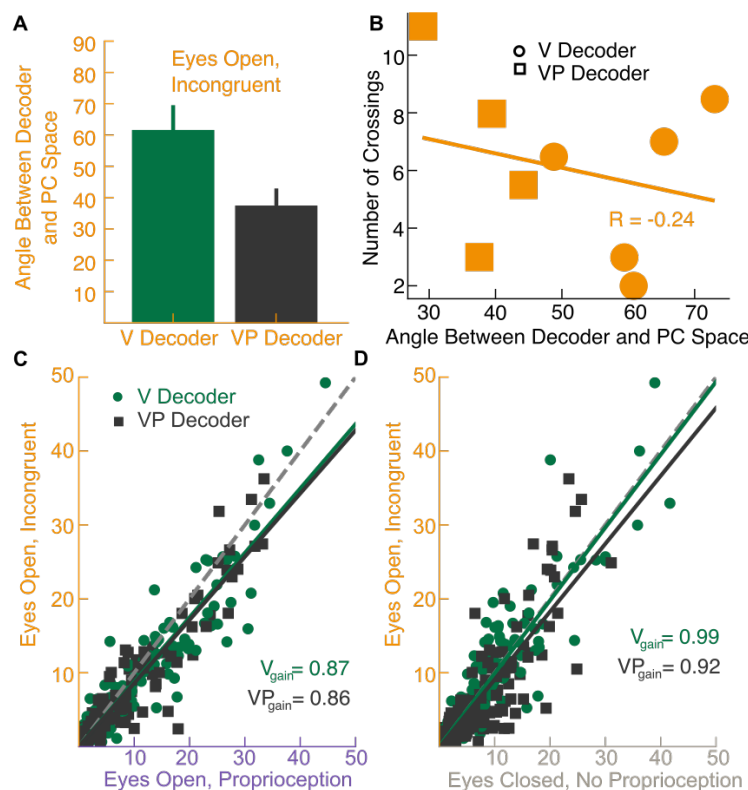 A
Angle Between Decoder
and PC Space
90
80
70
60
50
40
30
20
10
Eyes Open,
Incongruent
V Decoder
VP Decoder
B
Number of Crossings
10
8
6
4
2
V Decoder
VP Decoder
R = -0.24
30
40
50
60
70
Angle Between Decoder and PC Space
C
Eyes Open, Incongruent
50
40
30
20
10
V Decoder
VP Decoder
Vgain= 0.87
VPgain= 0.86
10
20
30
40
50
Eyes Open, Proprioception
D
Eyes Open, Incongruent
50
40
30
20
10
Vgain= 0.99
VPgain= 0.92
10
20
30
40
50
Eyes Closed, No Proprioception